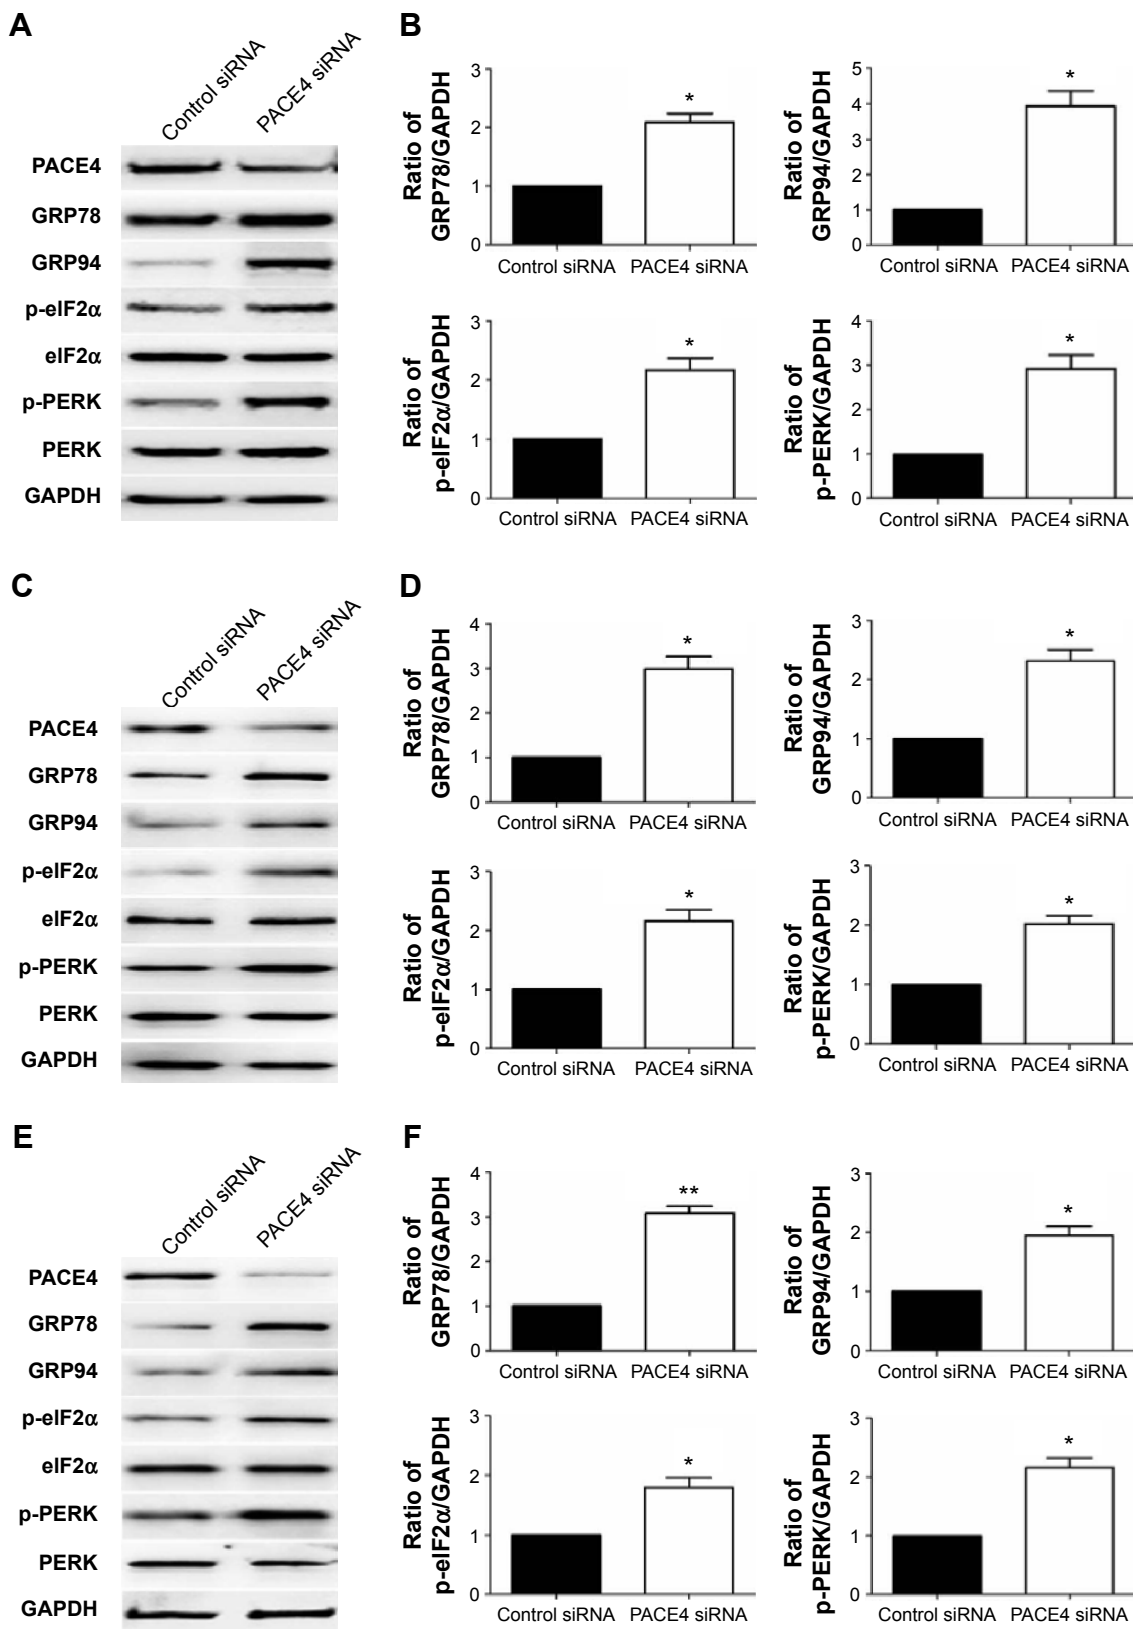 A
Control siRNA
PACE4 siRNA
PACE4
GRP78
GRP94
p-eIF2α
eIF2α
p-PERK
PERK
GAPDH
B
Ratio of
GRP78/GAPDH
3
2
1
0
*
Control siRNA PACE4 siRNA
Ratio of
GRP94/GAPDH
5
4
3
2
1
0
*
Control siRNA PACE4 siRNA
Ratio of
p-eIF2α/GAPDH
3
2
1
0
*
Control siRNA PACE4 siRNA
Ratio of
p-PERK/GAPDH
4
3
2
1
0
*
Control siRNA PACE4 siRNA
C
Control siRNA
PACE4 siRNA
PACE4
GRP78
GRP94
p-eIF2α
eIF2α
p-PERK
PERK
GAPDH
D
Ratio of
GRP78/GAPDH
4
3
2
1
0
*
Control siRNA PACE4 siRNA
Ratio of
GRP94/GAPDH
3
2
1
0
*
Control siRNA PACE4 siRNA
Ratio of
p-eIF2α/GAPDH
3
2
1
0
*
Control siRNA PACE4 siRNA
Ratio of
p-PERK/GAPDH
3
2
1
0
*
Control siRNA PACE4 siRNA
E
Control siRNA
PACE4 siRNA
PACE4
GRP78
GRP94
p-eIF2α
eIF2α
p-PERK
PERK
GAPDH
F
Ratio of
GRP78/GAPDH
4
3
2
1
0
**
Control siRNA PACE4 siRNA
Ratio of
GRP94/GAPDH
3
2
1
0
*
Control siRNA PACE4 siRNA
Ratio of
p-eIF2α/GAPDH
3
2
1
0
*
Control siRNA PACE4 siRNA
Ratio of
p-PERK/GAPDH
3
2
1
0
*
Control siRNA PACE4 siRNA